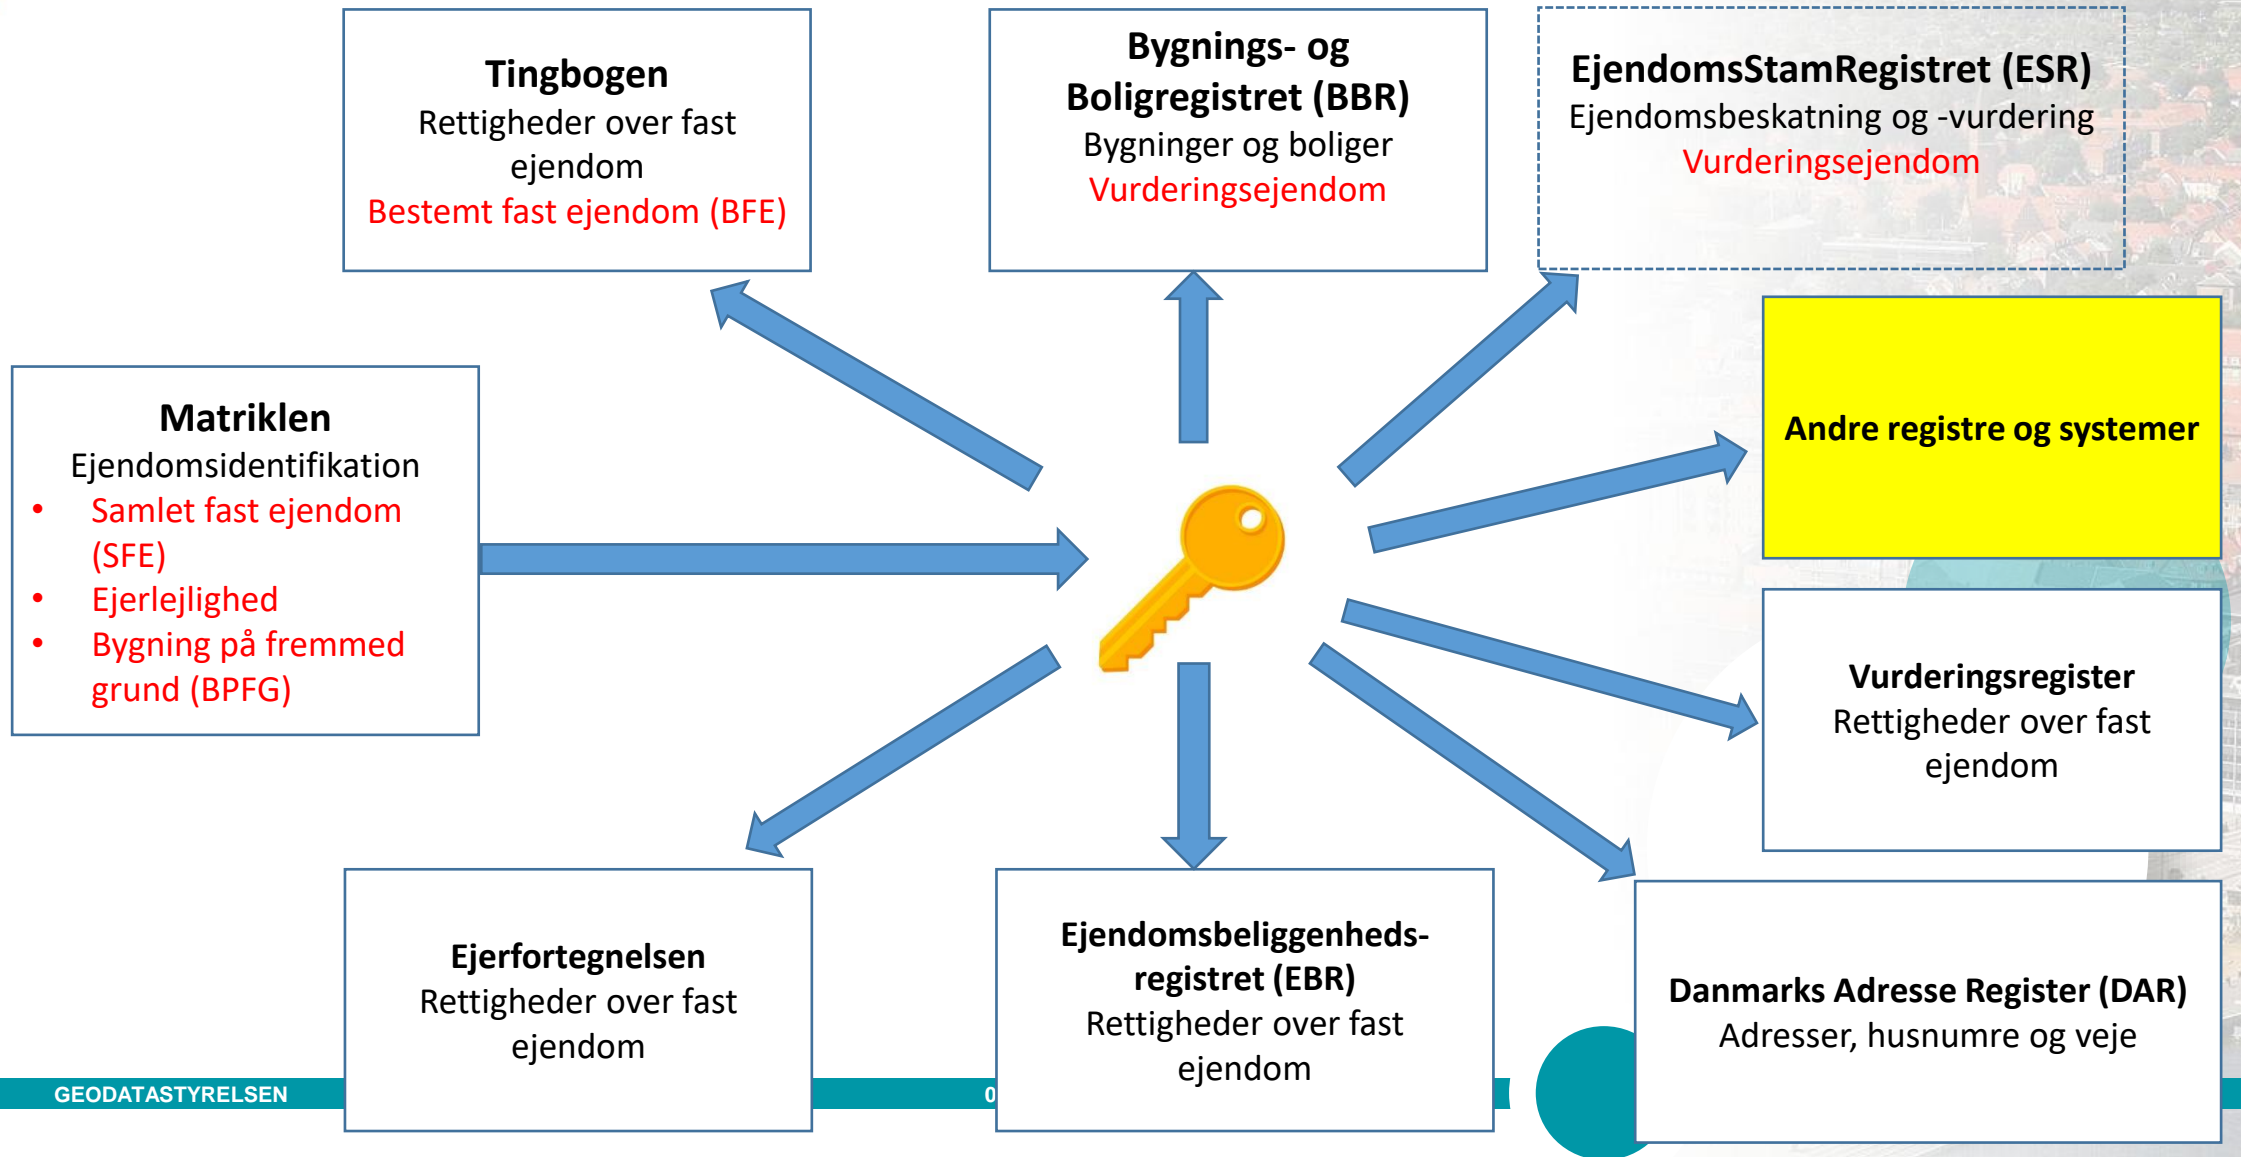 Tingbogen
Rettigheder over fast
ejendom
Bestemt fast ejendom (BFE)
Bygnings- og
Boligregistret (BBR)
Bygninger og boliger
Vurderingsejendom
EjendomsStamRegistret (ESR)
Ejendomsbeskatning og -vurdering
Vurderingsejendom
Matriklen
Ejendomsidentifikation
• Samlet fast ejendom
(SFE)
• Ejerlejlighed
• Bygning på fremmed
grund (BPFG)
Andre registre og systemer
Vurderingsregister
Rettigheder over fast
ejendom
Ejerfortegnelsen
Rettigheder over fast
ejendom
Ejendomsbeliggenheds-
registret (EBR)
Rettigheder over fast
ejendom
Danmarks Adresse Register (DAR)
Adresser, husnumre og veje
GEODATASTYRELSEN
0